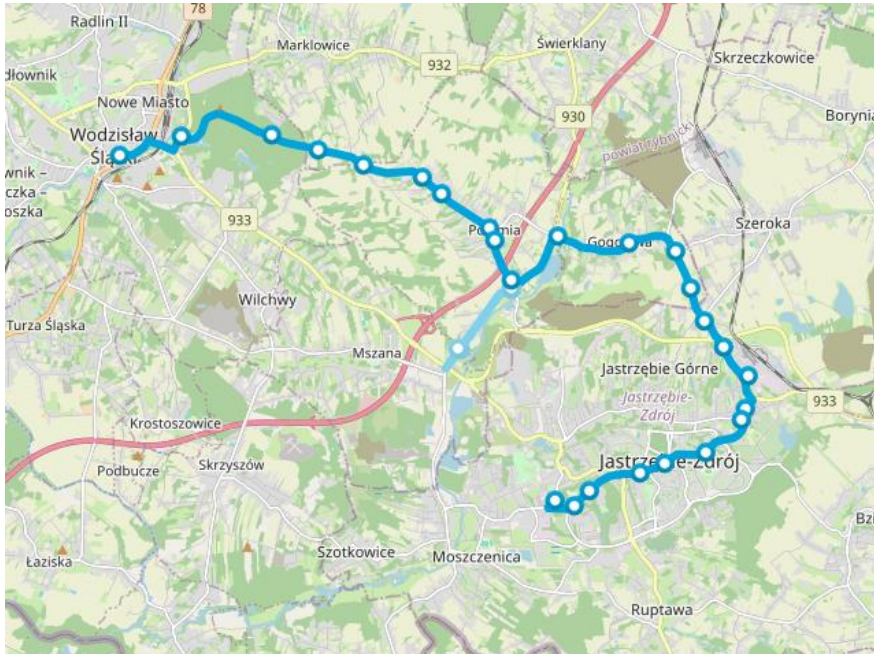 78
Radlin II
Marklowice
Świerklany
932
Skrzeczkowice
dłownik
Nowe Miasto
930
Borynia
Wodzisław
Śląski
powiat rybnicki
wnik –
czka –
oszka
933
Połomia
Gogołowa
Szeroka
Wilchwy
Turza Śląska
Mszana
Jastrzębie Górne
Jastrzębie-
Zdrój
933
Krostoszowice
Podbucze
Skrzyszów
Jastrzębie-Zdrój
Bzi
Łaziska
Szotkowice
Moszczenica
Ruptawa